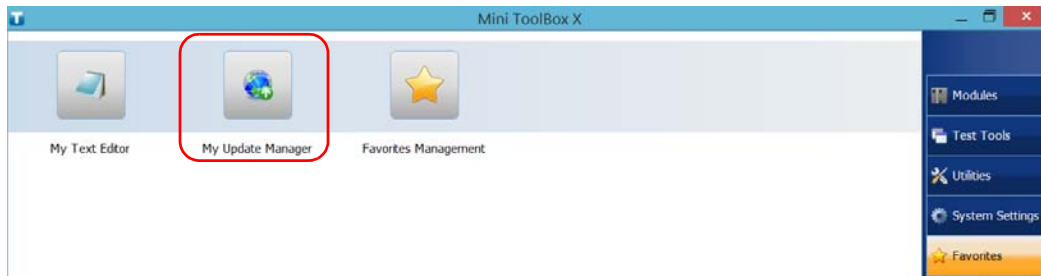 Mini ToolBox X
My Text Editor
My Update Manager
Favorites Management
Modules
Test Tools
Utilities
System Settings
Favorites